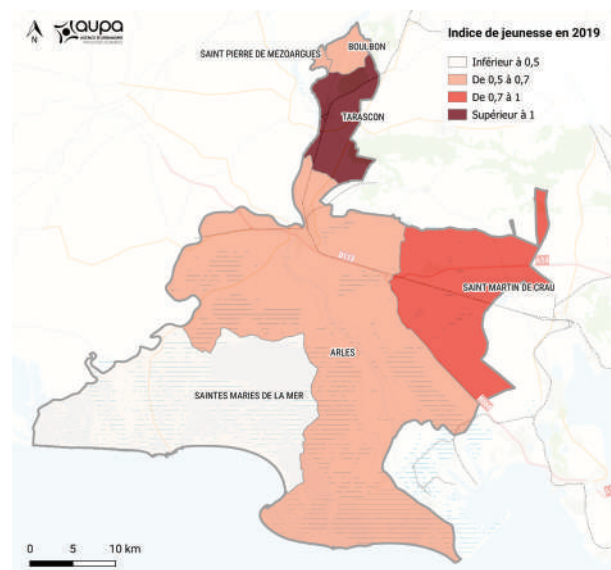 N
aupa
Indice de jeunesse en 2019
Inférieur à 0,5
De 0,5 à 0,7
De 0,7 à 1
Supérieur à 1
BOULBON
SAINT PIERRE DE MEZOARGUES
TARASCON
SAINT MARTIN DE CRAU
ARLES
SAINTES MARIES DE LA MER
0 5 10 km